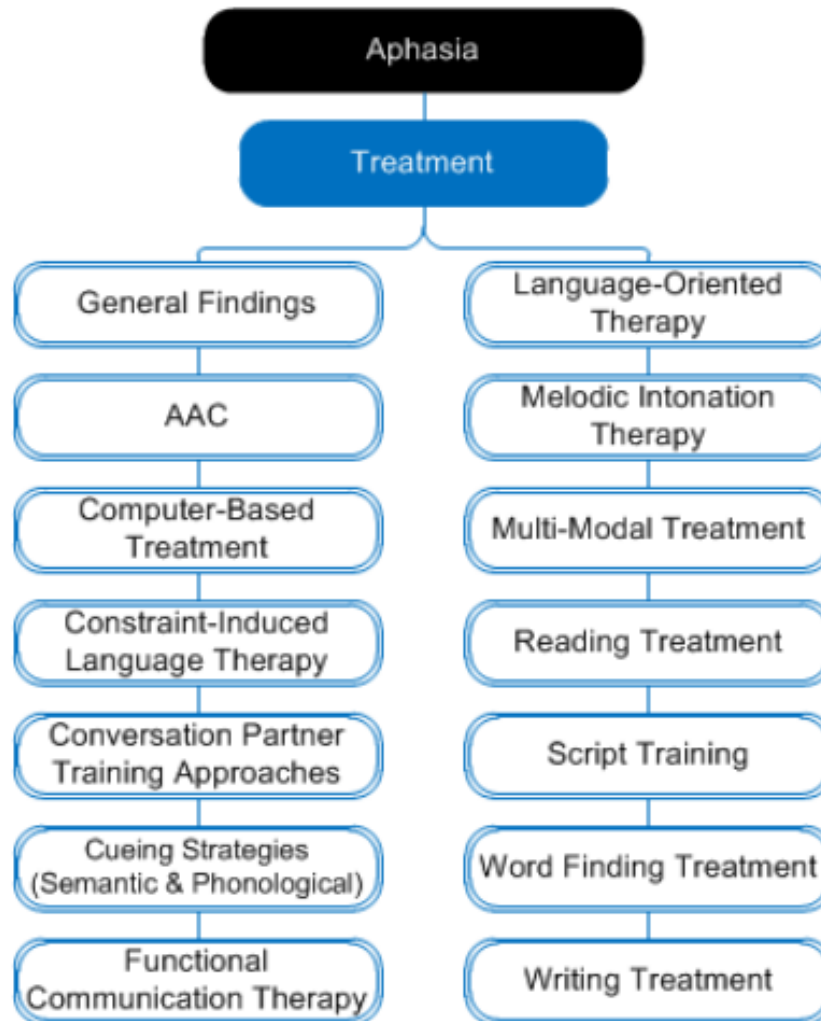 Aphasia
Treatment
General Findings
AAC
Computer-Based
Treatment
Constraint-Induced
Language Therapy
Conversation Partner
Training Approaches
Cueing Strategies
(Semantic & Phonological)
Functional
Communication Therapy
Language-Oriented
Therapy
Melodic Intonation
Therapy
Multi-Modal Treatment
Reading Treatment
Script Training
Word Finding Treatment
Writing Treatment